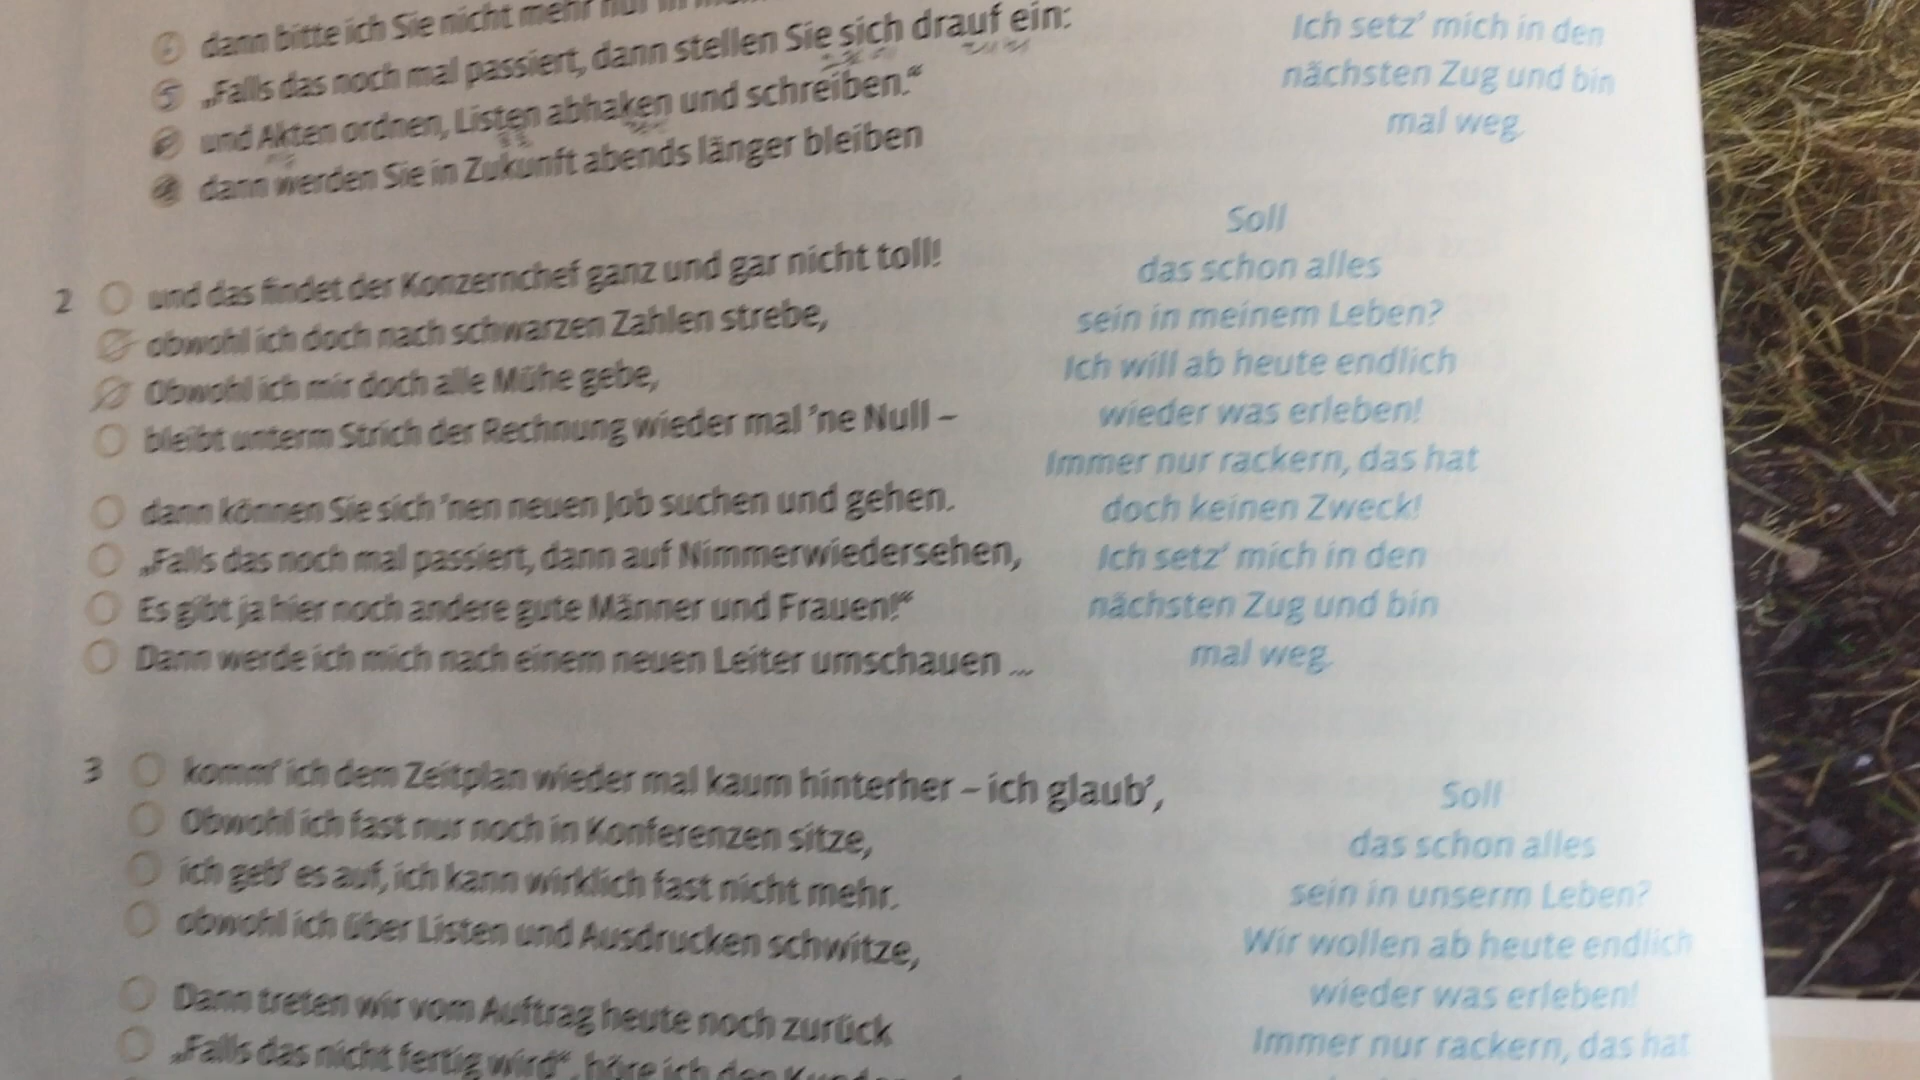 dann bitte ich Sie nicht mehr nur in
„Falls das noch mal passiert, dann stellen Sie sich drauf ein:
und Akten ordnen, Listen abhaken und schreiben.“
dann werden Sie in Zukunft abends länger bleiben
Ich setz’ mich in den
nächsten Zug und bin
mal weg.
2 und das findet der Konzernchef ganz und gar nicht toll!
obwohl ich doch nach schwarzen Zahlen strebe,
Obwohl ich mir doch alle Mühe gebe,
bleibt unterm Strich der Rechnung wieder mal ’ne Null –
dann können Sie sich ’nen neuen Job suchen und gehen.
„Falls das noch mal passiert, dann auf Nimmerwiedersehen,
Es gibt ja hier noch andere gute Männer und Frauen!“
Dann werde ich mich nach einem neuen Leiter umschauen ...
Soll
das schon alles
sein in meinem Leben?
Ich will ab heute endlich
wieder was erleben!
Immer nur rackern, das hat
doch keinen Zweck!
Ich setz’ mich in den
nächsten Zug und bin
mal weg.
3 komm’ ich dem Zeitplan wieder mal kaum hinterher – ich glaub’,
Obwohl ich fast nur noch in Konferenzen sitze,
ich geb’ es auf, ich kann wirklich fast nicht mehr.
obwohl ich über Listen und Ausdrucken schwitze,
Dann treten wir vom Auftrag heute noch zurück
„Falls das nicht fertig wird“, höre ich den
Soll
das schon alles
sein in unserm Leben?
Wir wollen ab heute endlich
wieder was erleben!
Immer nur rackern, das hat